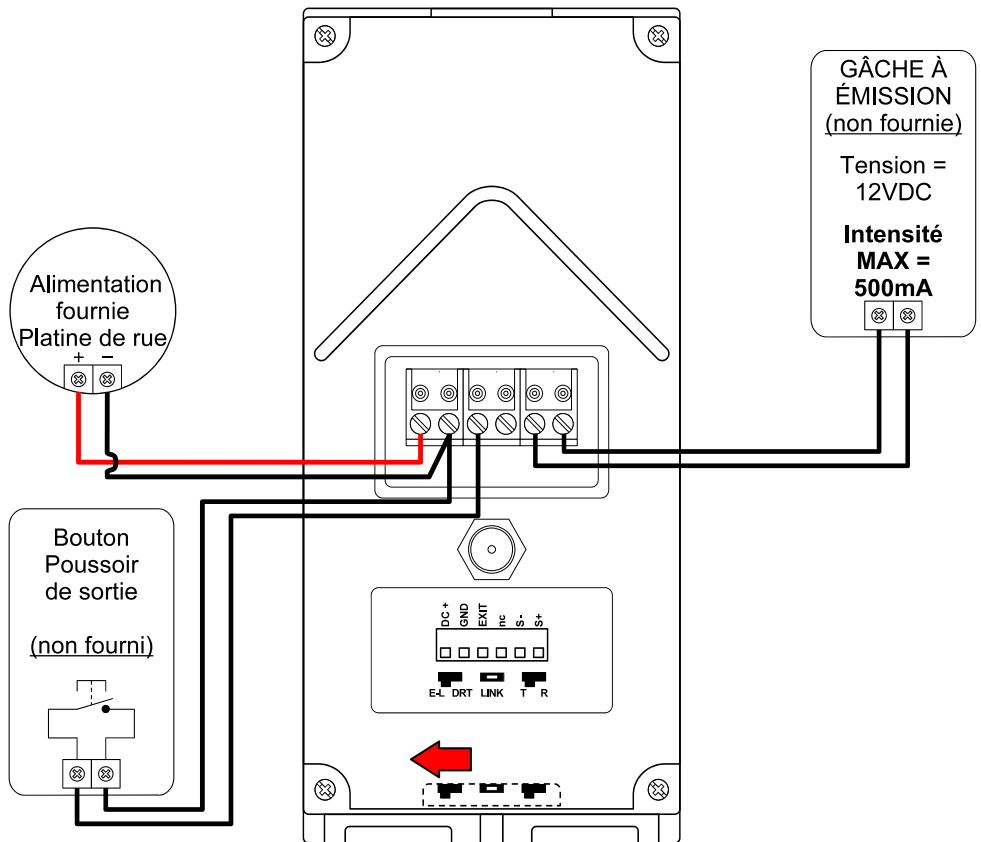 GÂCHE À
ÉMISSION
(non fournie)
Tension =
12VDC
Intensité
MAX =
500mA
Alimentation
fournie
Platine de rue
+ −
Bouton
Poussoir
de sortie
(non fourni)
DC + GND EXIT nc S- S+
E-L DRT LINK T R